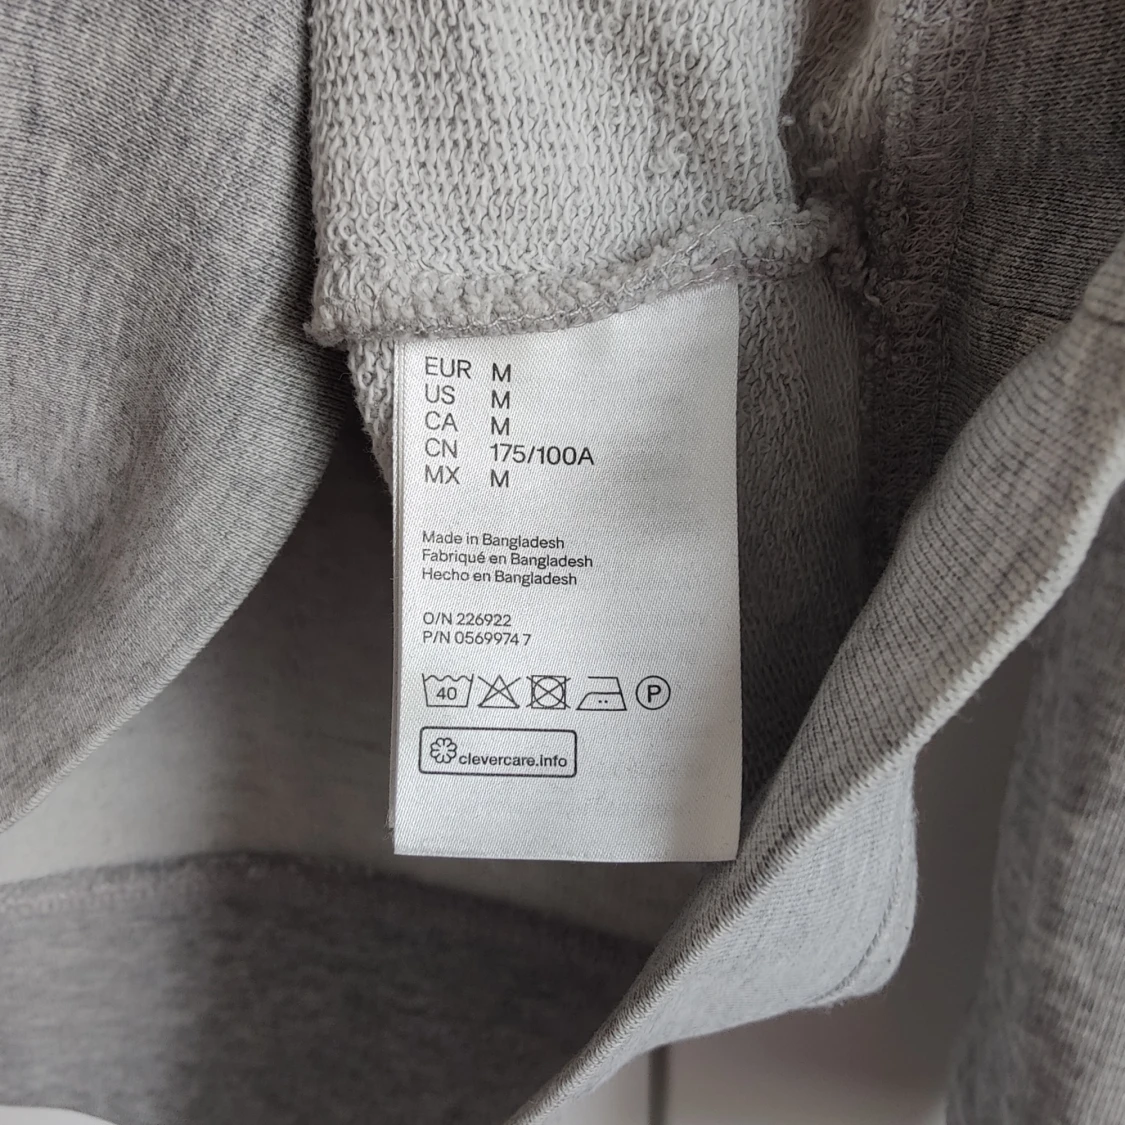 EUR M
US M
CA M
CN 175/100A
MX M
Made in Bangladesh
Fabriqué en Bangladesh
Hecho en Bangladesh
O/N 226922
P/N 0569974 7
40 P
clevercare.info